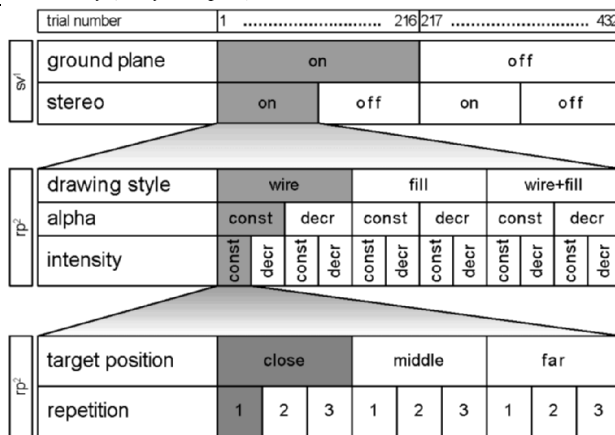 trial number 1 ........................ 216 217 ........................ 432
sv¹
ground plane on off
stereo on off on off
rp²
drawing style wire fill wire+fill
alpha const decr const decr const decr
intensity const decr const decr const decr const decr const decr const decr
rp²
target position close middle far
repetition 1 2 3 1 2 3 1 2 3